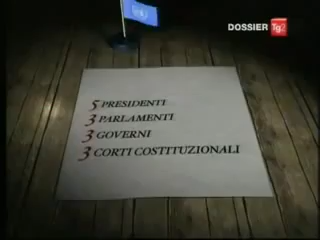 DOSSIER Tg2
5 PRESIDENTI
3 PARLAMENTI
3 GOVERNI
3 CORTI COSTITUZIONALI